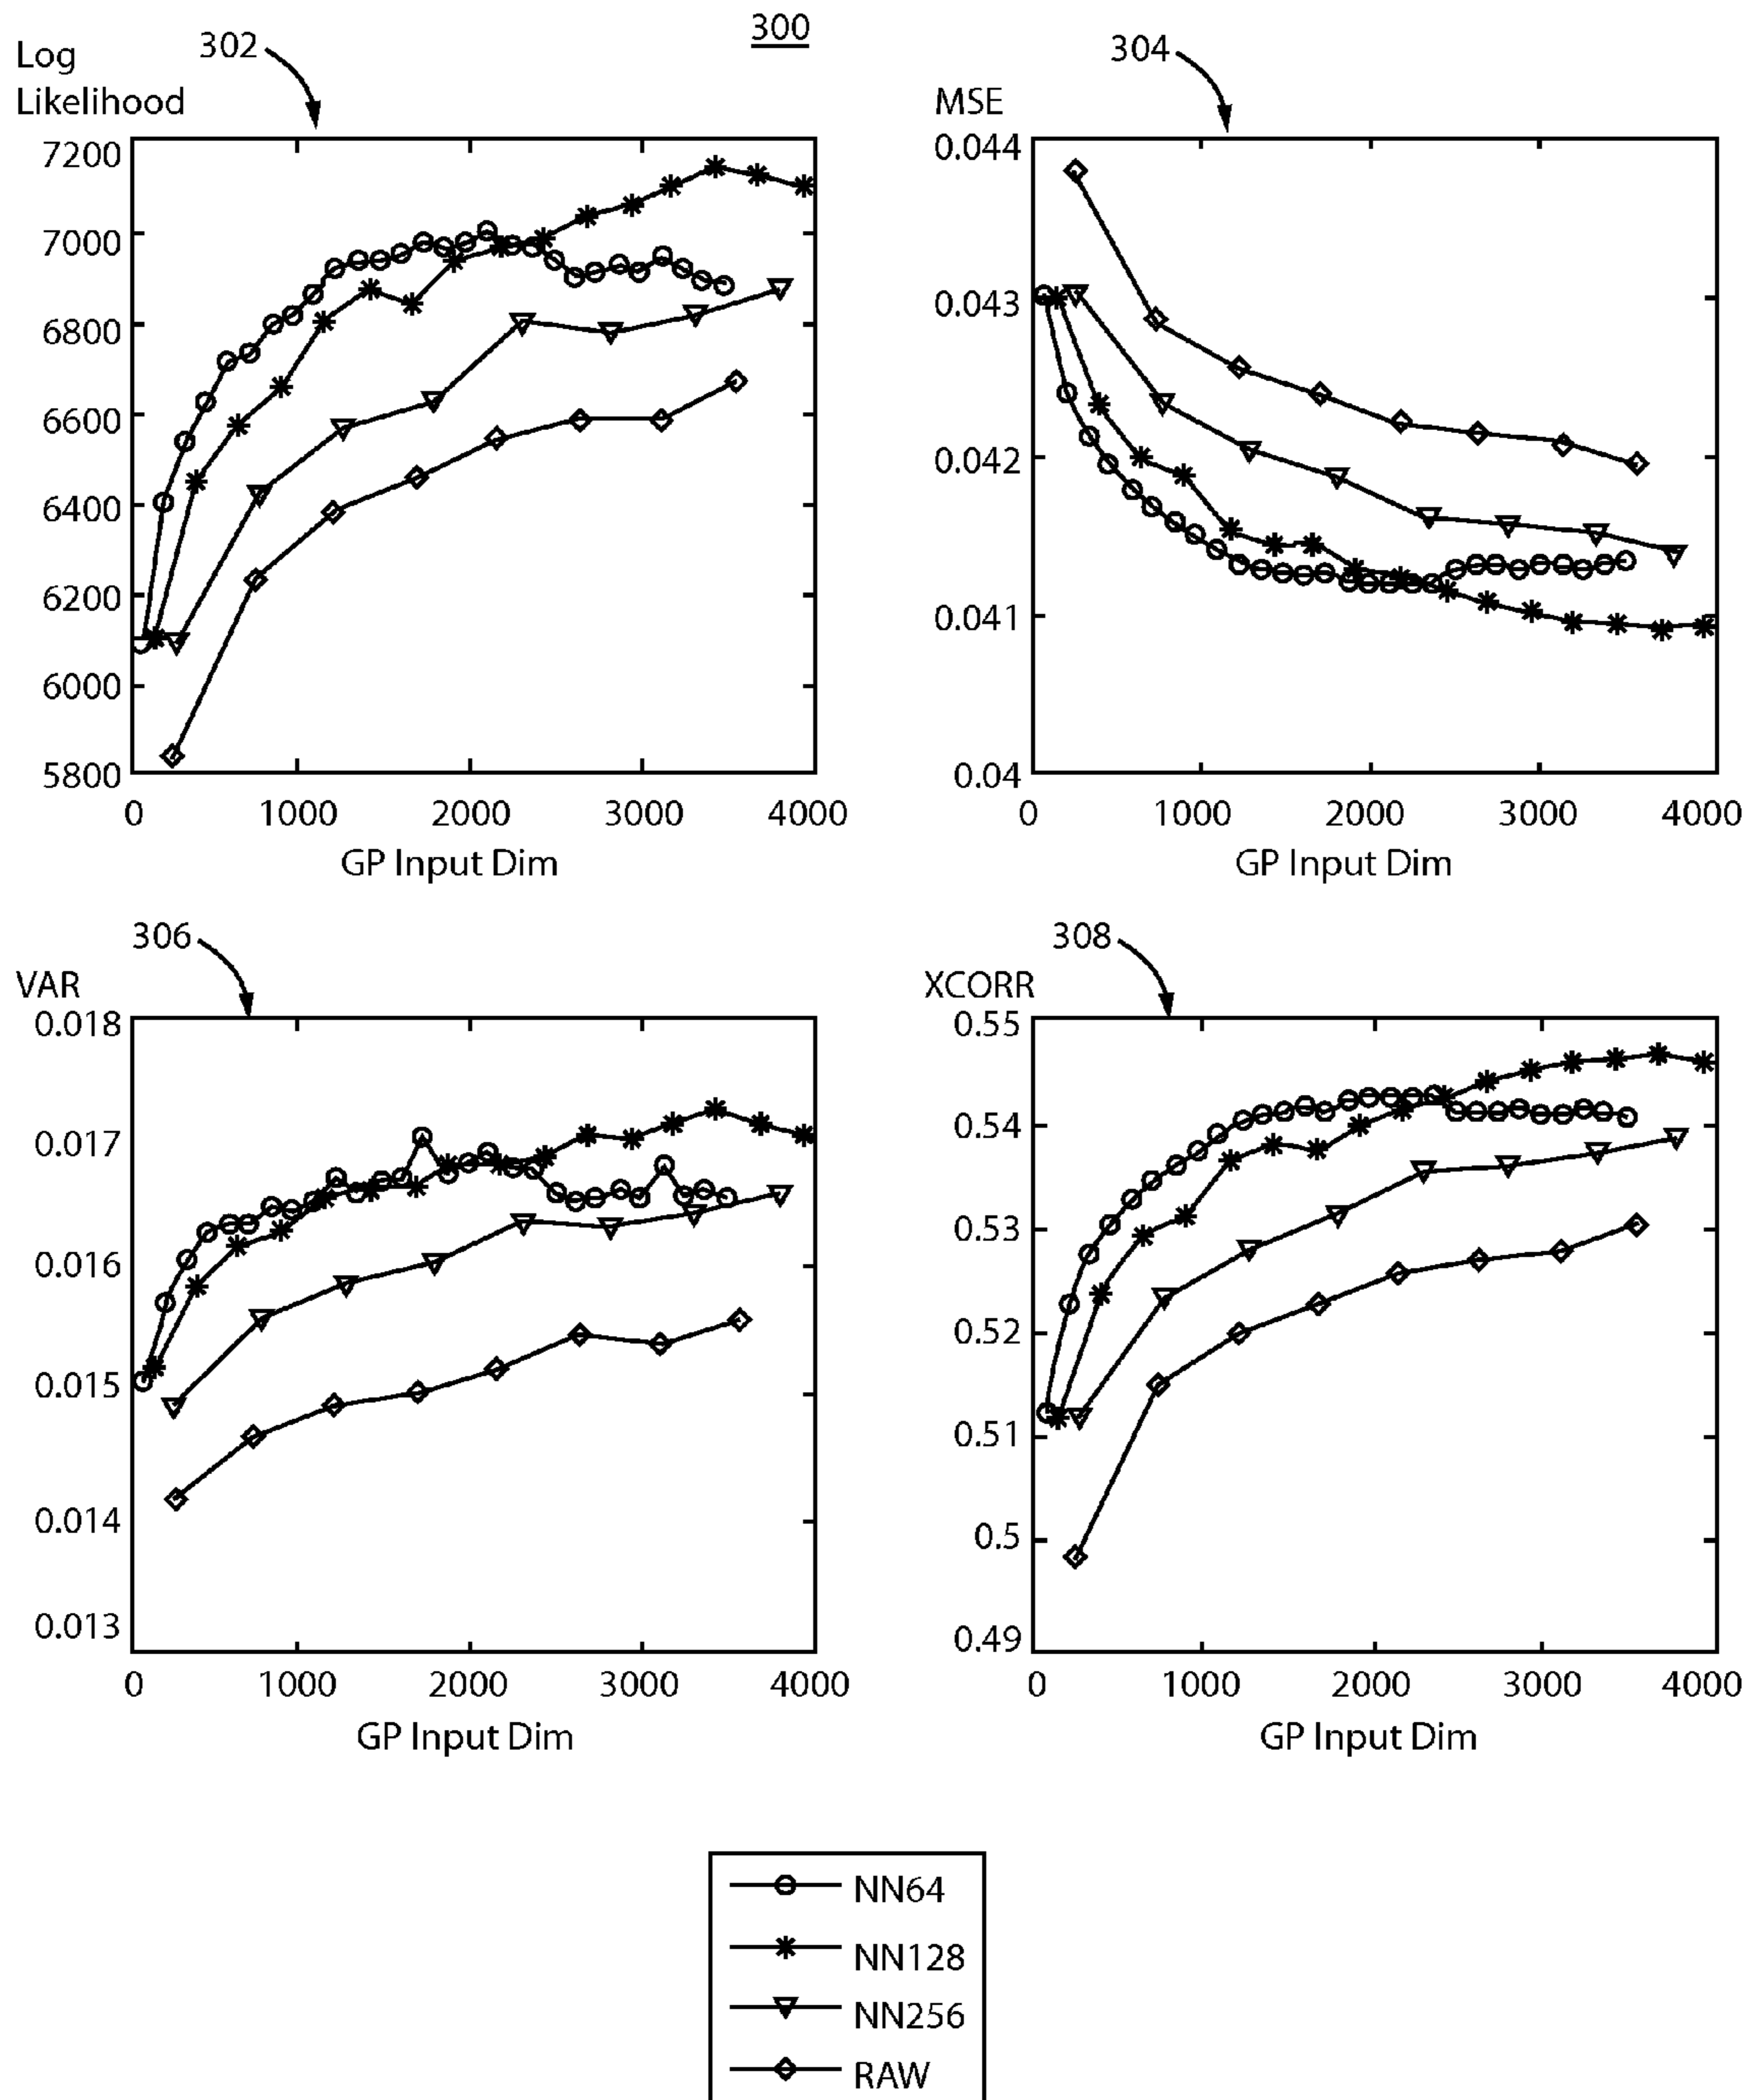 300
302
Log
Likelihood
7200
7000
6800
6600
6400
6200
6000
5800
0 1000 2000 3000 4000
GP Input Dim
304
MSE
0.044
0.043
0.042
0.041
0.04
0 1000 2000 3000 4000
GP Input Dim
306
VAR
0.018
0.017
0.016
0.015
0.014
0.013
0 1000 2000 3000 4000
GP Input Dim
308
XCORR
0.55
0.54
0.53
0.52
0.51
0.5
0.49
0 1000 2000 3000 4000
GP Input Dim
NN64
NN128
NN256
RAW